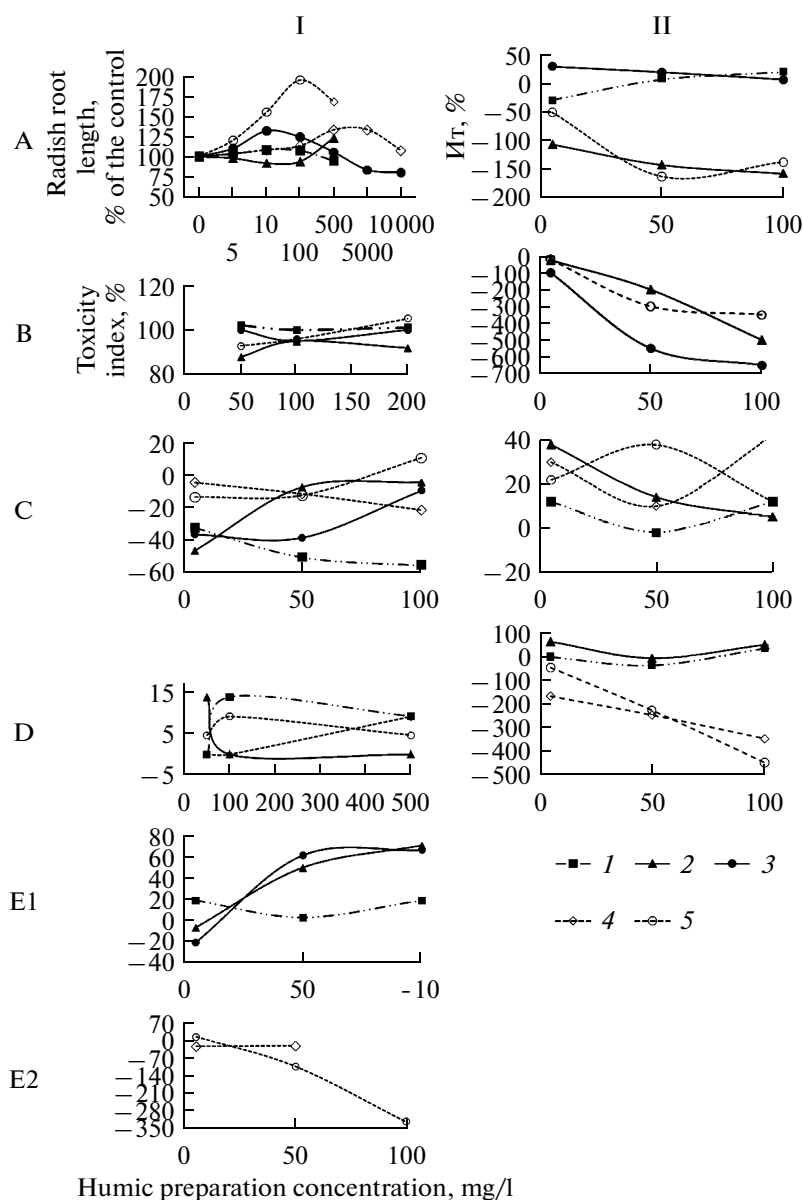 I II
A
Radish root
length,
% of the control
200
175
150
125
100
75
50
0 10 100 500 10000
5 100 5000
Ит, %
50
0
−50
−100
−150
−200
0 50 100
B
Toxicity
index, %
120
100
80
0 50 100 150 200
0
−100
−200
−300
−400
−500
−600
−700
0 50 100
C
20
0
−20
−40
−60
0 50 100
40
20
0
−20
0 50 100
D
15
5
−5
0 100 200 300 400 500
100
0
−100
−200
−300
−400
−500
0 50 100
E1
80
60
40
20
0
−20
−40
0 50 -10
1 2 3
4 5
E2
70
0
−70
−140
−210
−280
−350
0 50 100
Humic preparation concentration, mg/l